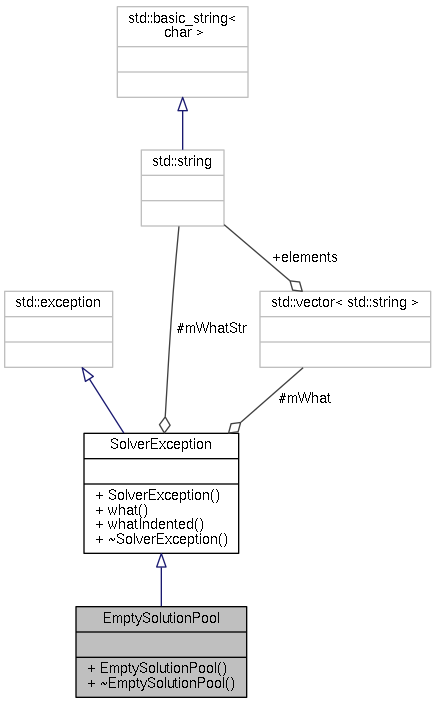 std::basic_string<
char >
std::string
+elements
std::exception
std::vector< std::string >
#mWhatStr
#mWhat
SolverException
+ SolverException()
+ what()
+ whatIndented()
+ ~SolverException()
EmptySolutionPool
+ EmptySolutionPool()
+ ~EmptySolutionPool()